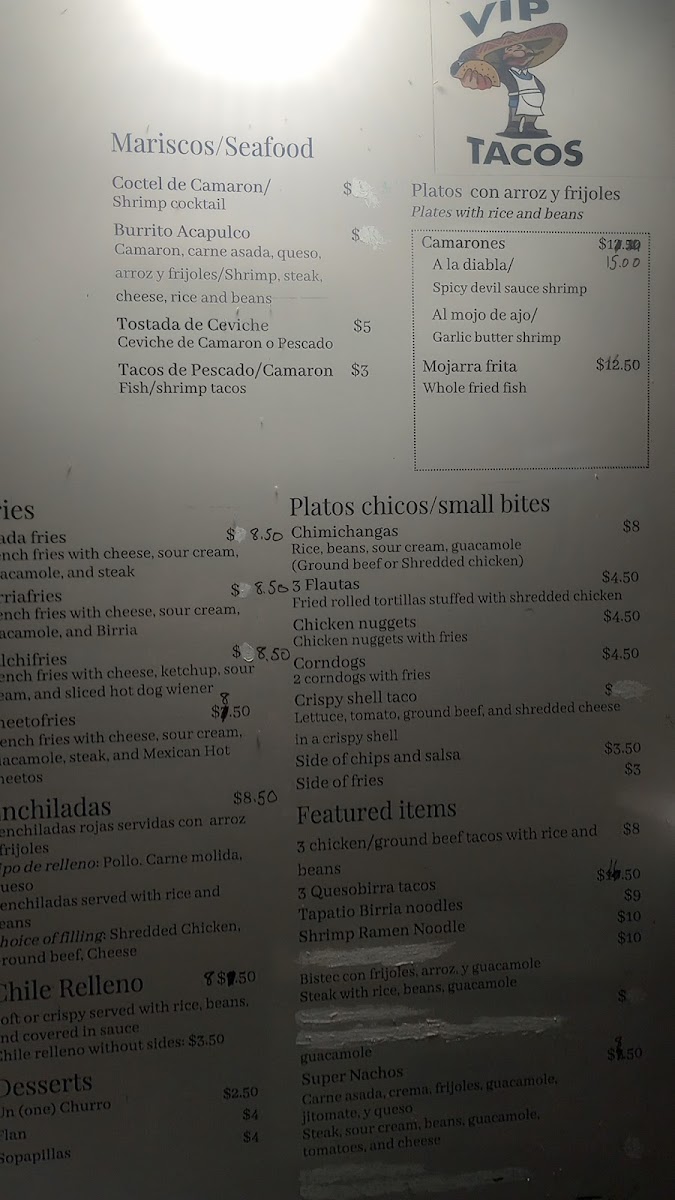 VIP
TACOS
Mariscos/Seafood
Coctel de Camaron/ $
Shrimp cocktail
Burrito Acapulco $
Camaron, carne asada, queso,
arroz y frijoles/Shrimp, steak,
cheese, rice and beans
Tostada de Ceviche $5
Ceviche de Camaron o Pescado
Tacos de Pescado/Camaron $3
Fish/shrimp tacos
Platos con arroz y frijoles
Plates with rice and beans
Camarones
A la diabla/ 15.00
Spicy devil sauce shrimp
Al mojo de ajo/
Garlic butter shrimp
Mojarra frita
Whole fried fish
ries
ada fries $ 8.50
ench fries with cheese, sour cream,
acamole, and steak
rriafries $ 8.50
ench fries with cheese, sour cream,
acamole, and Birria
lchifries $ 8.50
ench fries with cheese, ketchup, sour
eam, and sliced hot dog wiener
heetofries $8.50
ench fries with cheese, sour cream,
acamole, steak, and Mexican Hot
heetos
nchiladas $8.50
enchiladas rojas servidas con arroz
frijoles
ipo de relleno: Pollo. Carne molida,
ueso
enchiladas served with rice and
eans
hoice of filling: Shredded Chicken,
round beef, Cheese
Chile Relleno 8 $ .50
oft or crispy served with rice, beans,
nd covered in sauce
Chile relleno without sides: $3.50
Desserts
Un (one) Churro $2.50
Flan $4
Sopapillas $4
Platos chicos/small bites
Chimichangas $8
Rice, beans, sour cream, guacamole
(Ground beef or Shredded chicken)
3 Flautas $4.50
Fried rolled tortillas stuffed with shredded chicken
Chicken nuggets $4.50
Chicken nuggets with fries
Corndogs $4.50
2 corndogs with fries
Crispy shell taco $
Lettuce, tomato, ground beef, and shredded cheese
in a crispy shell
Side of chips and salsa $3.50
Side of fries $3
Featured items
3 chicken/ground beef tacos with rice and $8
beans
3 Quesobirra tacos
Tapatio Birria noodles $9
Shrimp Ramen Noodle $10
$10
Bistec con frijoles, arroz, y guacamole
Steak with rice, beans, guacamole
$
guacamole
Super Nachos $8.50
Carne asada, crema, frijoles, guacamole,
jitomate, y queso
Steak, sour cream, beans, guacamole,
tomatoes, and cheese